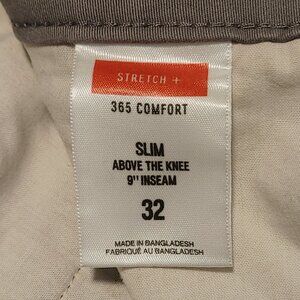 STRETCH +
365 COMFORT
SLIM
ABOVE THE KNEE
9" INSEAM
32
MADE IN BANGLADESH
FABRIQUÉ AU BANGLADESH